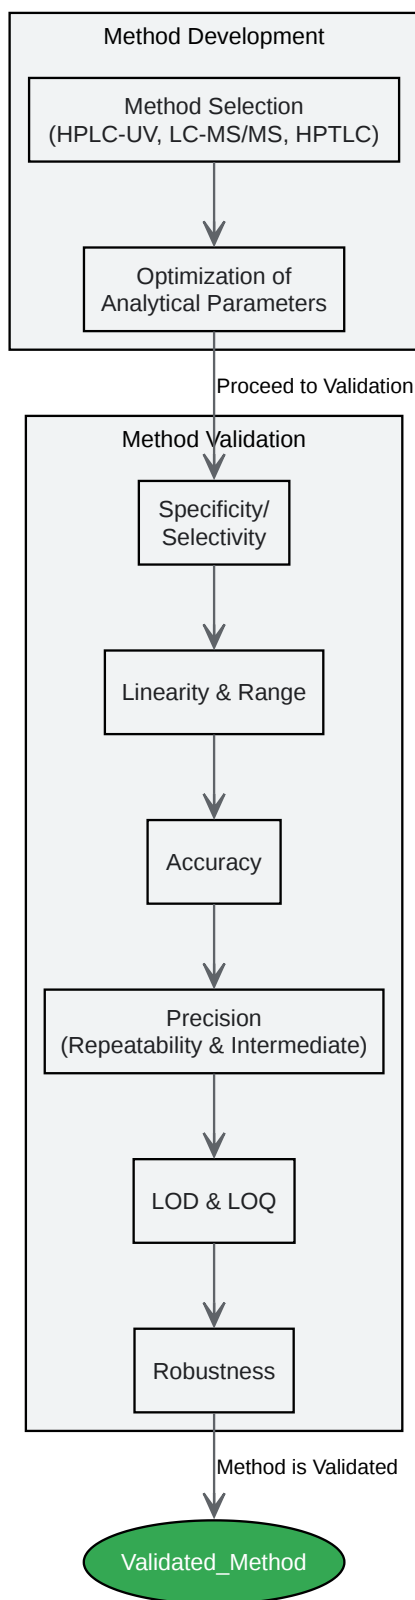 Method Development
Method Selection
(HPLC-UV, LC-MS/MS, HPTLC)
Optimization of
Analytical Parameters
Proceed to Validation
Method Validation
Specificity/
Selectivity
Linearity & Range
Accuracy
Precision
(Repeatability & Intermediate)
LOD & LOQ
Robustness
Method is Validated
Validated_Method